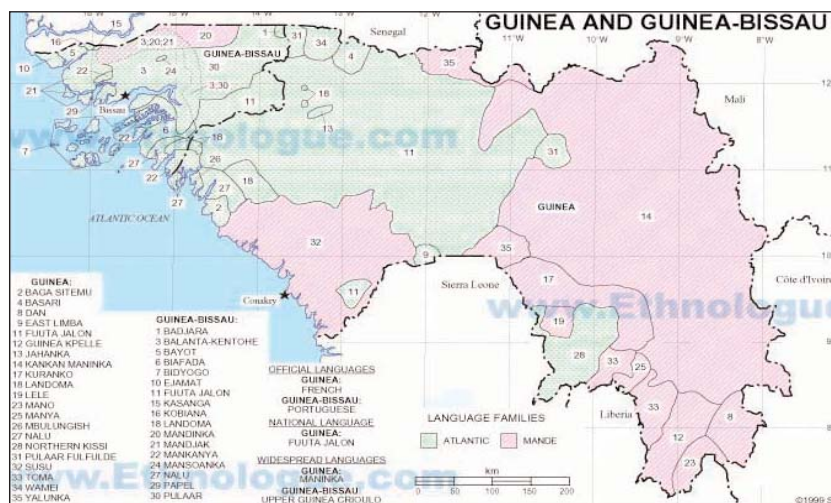 GUINEA AND GUINEA-BISSAU
Senegal
GUINEA-BISSAU
Bissau
Mali
www.Ethnologue.com
ATLANTIC OCEAN
GUINEA
Conakry
Sierra Leone
Côte d'Ivoire
www.Ethnologue
Liberia
GUINEA:
2 BAGA SITEMU
4 BASARI
8 DAN
9 EAST LIMBA
11 FUUTA JALON
12 GUINEA KPELLE
13 JAHANKA
14 KANKAN MANINKA
17 KURANKO
18 LANDOMA
19 LELE
23 MANO
25 MANYA
26 MBULUNGISH
27 NALU
28 NORTHERN KISSI
31 PULAAR FULFULDE
32 SUSU
33 TOMA
34 WAMEI
35 YALUNKA
GUINEA-BISSAU:
1 BADJARA
3 BALANTA-KENTOHE
5 BAYOT
6 BIAFADA
7 BIDYOGO
10 EJAMAT
11 FUUTA JALON
15 KASANGA
16 KOBIANA
18 LANDOMA
20 MANDINKA
21 MANDJAK
22 MANKANYA
24 MANSOANKA
27 NALU
29 PAPEL
30 PULAAR
OFFICIAL LANGUAGES
GUINEA:
FRENCH
GUINEA-BISSAU:
PORTUGUESE
NATIONAL LANGUAGE
GUINEA:
FUUTA JALON
WIDESPREAD LANGUAGES
GUINEA:
MANINKA
GUINEA-BISSAU:
UPPER GUINEA CRIOULO
LANGUAGE FAMILIES
ATLANTIC
MANDE
km
0 50 100 150 200